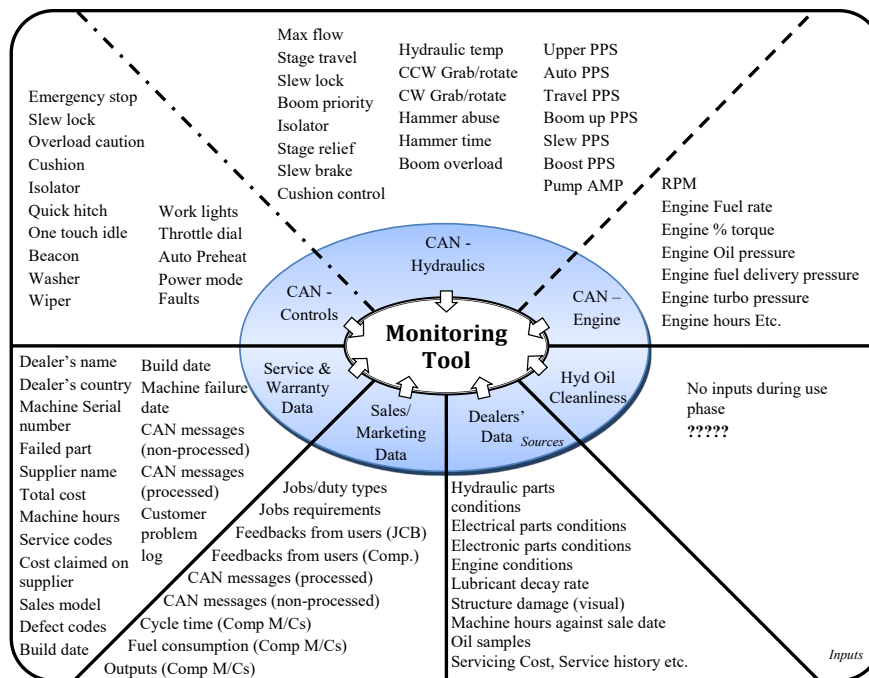 Max flow
Stage travel
Slew lock
Boom priority
Isolator
Stage relief
Slew brake
Cushion control
Hydraulic temp
CCW Grab/rotate
CW Grab/rotate
Hammer abuse
Hammer time
Boom overload
Upper PPS
Auto PPS
Travel PPS
Boom up PPS
Slew PPS
Boost PPS
Pump AMP
Emergency stop
Slew lock
Overload caution
Cushion
Isolator
Quick hitch
One touch idle
Beacon
Washer
Wiper
Work lights
Throttle dial
Auto Preheat
Power mode
Faults
RPM
Engine Fuel rate
Engine % torque
Engine Oil pressure
Engine fuel delivery pressure
Engine turbo pressure
Engine hours Etc.
CAN -
Hydraulics
CAN -
Controls
CAN –
Engine
Monitoring
Tool
Service &
Warranty
Data
Sales/
Marketing
Data
Dealers'
Data
Sources
Hyd Oil
Cleanliness
Dealer's name
Dealer's country
Machine Serial
number
Failed part
Supplier name
Total cost
Machine hours
Service codes
Cost claimed on
supplier
Sales model
Defect codes
Build date
Build date
Machine failure
date
CAN messages
(non-processed)
CAN messages
(processed)
Customer
problem
log
Jobs/duty types
Jobs requirements
Feedbacks from users (JCB)
Feedbacks from users (Comp.)
CAN messages (processed)
CAN messages (non-processed)
Cycle time (Comp M/Cs)
Fuel consumption (Comp M/Cs)
Outputs (Comp M/Cs)
Hydraulic parts
conditions
Electrical parts conditions
Electronic parts conditions
Engine conditions
Lubricant decay rate
Structure damage (visual)
Machine hours against sale date
Oil samples
Servicing Cost, Service history etc.
No inputs during use
phase
?????
Inputs